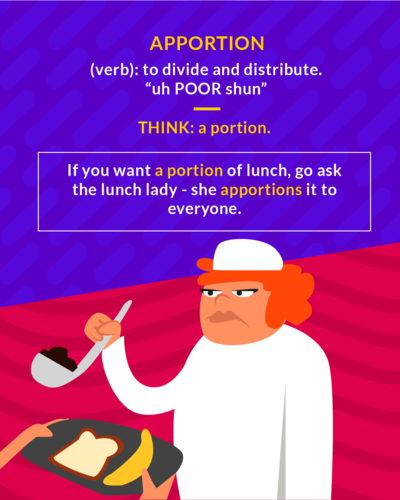 APPORTION
(verb): to divide and distribute.
“uh POOR shun”
THINK: a portion.
If you want a portion of lunch, go ask
the lunch lady - she apportions it to
everyone.